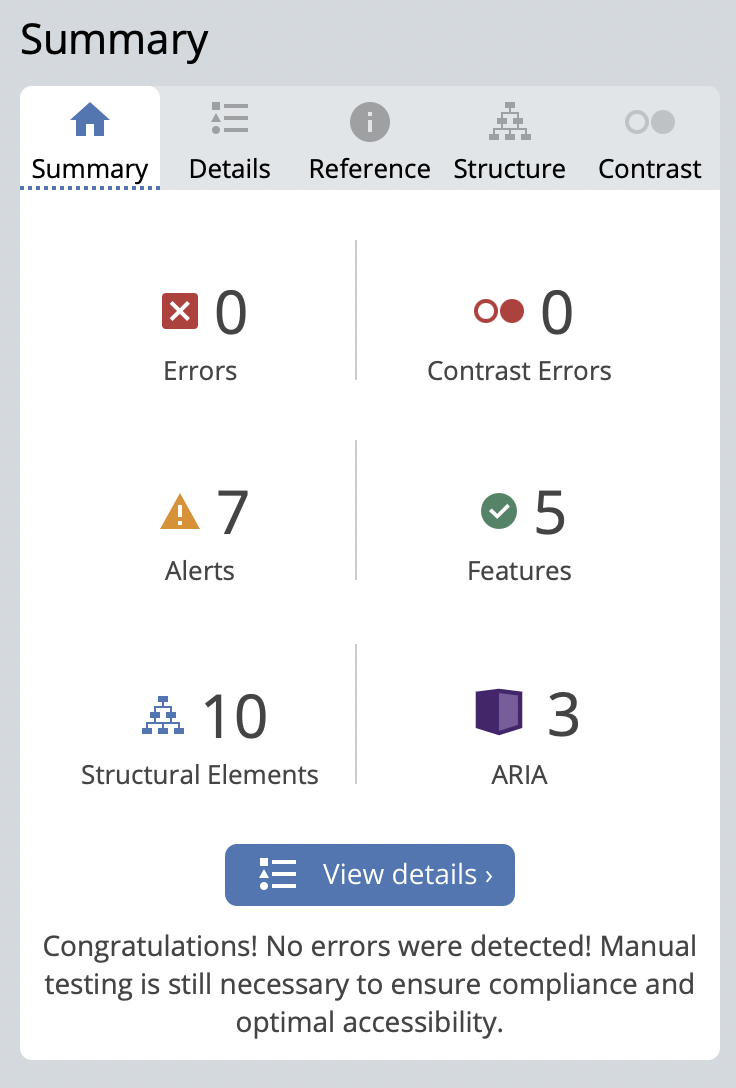 Summary
Summary Details Reference Structure Contrast
0 0
Errors Contrast Errors
7 5
Alerts Features
10 3
Structural Elements ARIA
View details ›
Congratulations! No errors were detected! Manual
testing is still necessary to ensure compliance and
optimal accessibility.